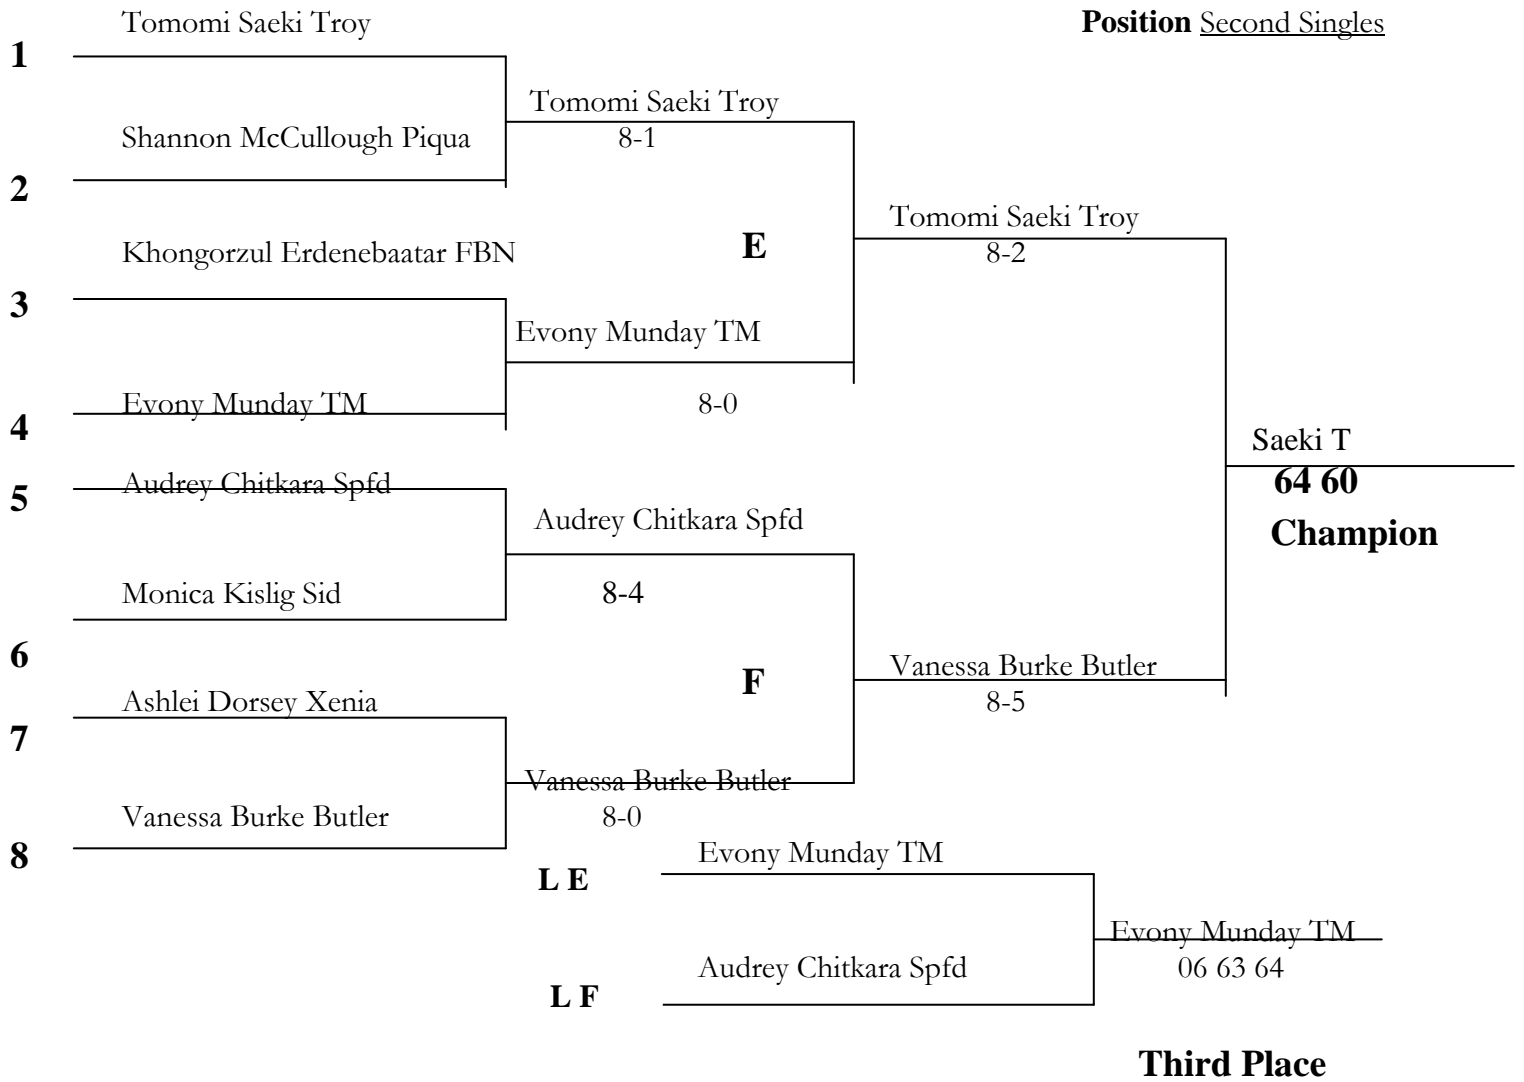 Tomomi Saeki Troy
Position Second Singles
1
Tomomi Saeki Troy
Shannon McCullough Piqua
8-1
2
Tomomi Saeki Troy
Khongorzul Erdenebaatar FBN
E
8-2
3
Evony Munday TM
Evony Munday TM
8-0
4
Saeki T
Audrey Chitkara Spfd
64 60
5
Audrey Chitkara Spfd
Champion
Monica Kislig Sid
8-4
6
Vanessa Burke Butler
F
Ashlei Dorsey Xenia
8-5
7
Vanessa Burke Butler
Vanessa Burke Butler
8-0
8
Evony Munday TM
L E
Evony Munday TM
Audrey Chitkara Spfd
06 63 64
L F
Third Place